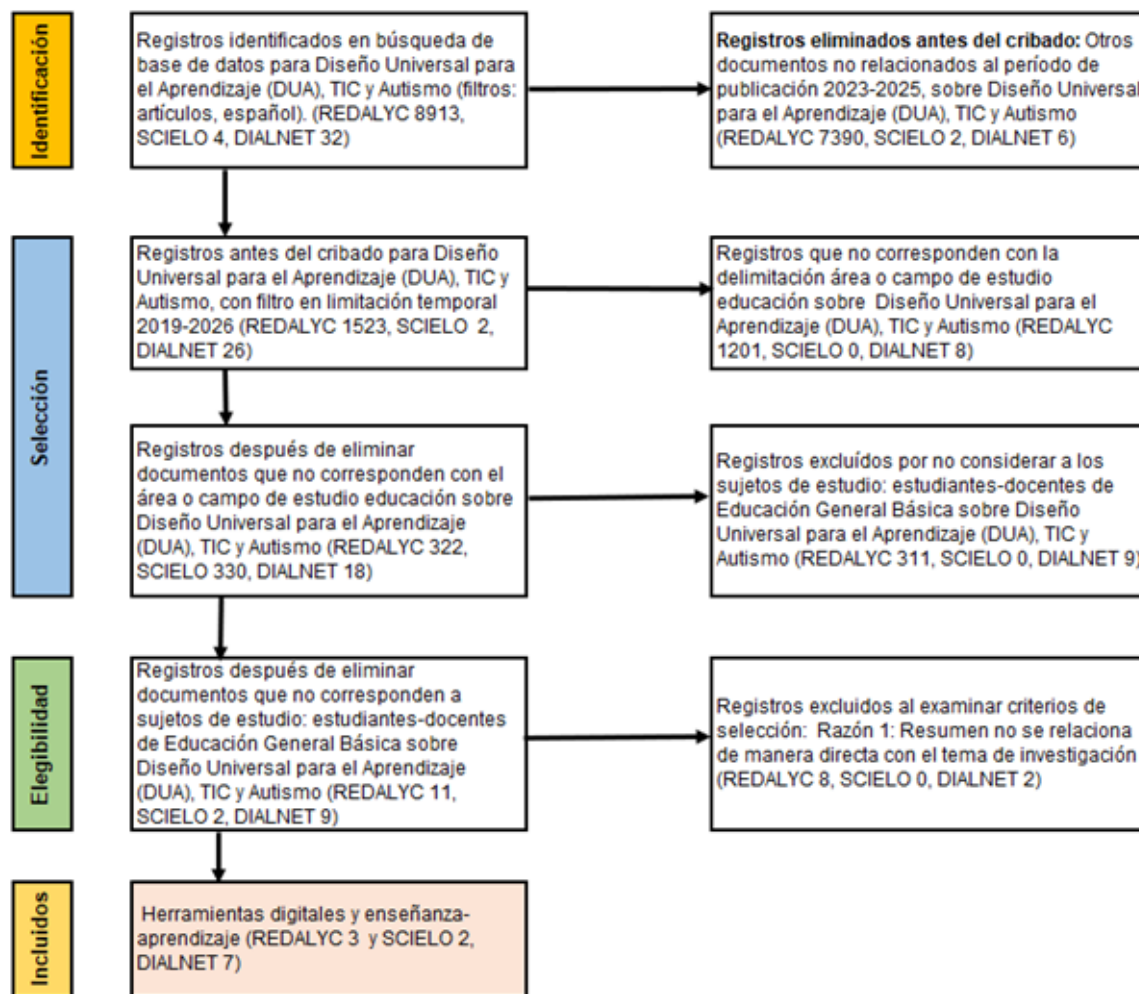 Identificación
Registros identificados en búsqueda de
base de datos para Diseño Universal para
el Aprendizaje (DUA), TIC y Autismo (filtros:
artículos, español). (REDALYC 8913,
SCIELO 4, DIALNET 32)
Registros eliminados antes del cribado: Otros
documentos no relacionados al período de
publicación 2023-2025, sobre Diseño Universal
para el Aprendizaje (DUA), TIC y Autismo
(REDALYC 7390, SCIELO 2, DIALNET 6)
Selección
Registros antes del cribado para Diseño
Universal para el Aprendizaje (DUA), TIC y
Autismo, con filtro en limitación temporal
2019-2026 (REDALYC 1523, SCIELO 2,
DIALNET 26)
Registros que no corresponden con la
delimitación área o campo de estudio
educación sobre Diseño Universal para el
Aprendizaje (DUA), TIC y Autismo (REDALYC
1201, SCIELO 0, DIALNET 8)
Registros después de eliminar
documentos que no corresponden con el
área o campo de estudio educación sobre
Diseño Universal para el Aprendizaje
(DUA), TIC y Autismo (REDALYC 322,
SCIELO 330, DIALNET 18)
Registros excluídos por no considerar a los
sujetos de estudio: estudiantes-docentes de
Educación General Básica sobre Diseño
Universal para el Aprendizaje (DUA), TIC y
Autismo (REDALYC 311, SCIELO 0, DIALNET 9)
Elegibilidad
Registros después de eliminar
documentos que no corresponden a
sujetos de estudio: estudiantes-docentes
de Educación General Básica sobre
Diseño Universal para el Aprendizaje
(DUA), TIC y Autismo (REDALYC 11,
SCIELO 2, DIALNET 9)
Registros excluidos al examinar criterios de
selección: Razón 1: Resumen no se relaciona
de manera directa con el tema de investigación
(REDALYC 8, SCIELO 0, DIALNET 2)
Incluidos
Herramientas digitales y enseñanza-
aprendizaje (REDALYC 3 y SCIELO 2,
DIALNET 7)